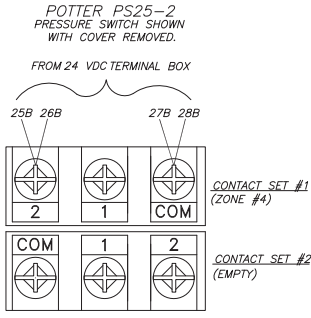 POTTER PS25-2
PRESSURE SWITCH SHOWN
WITH COVER REMOVED.
FROM 24 VDC TERMINAL BOX
25B 26B 27B 28B
2 1 COM
CONTACT SET #1
(ZONE #4)
COM 1 2
CONTACT SET #2
(EMPTY)